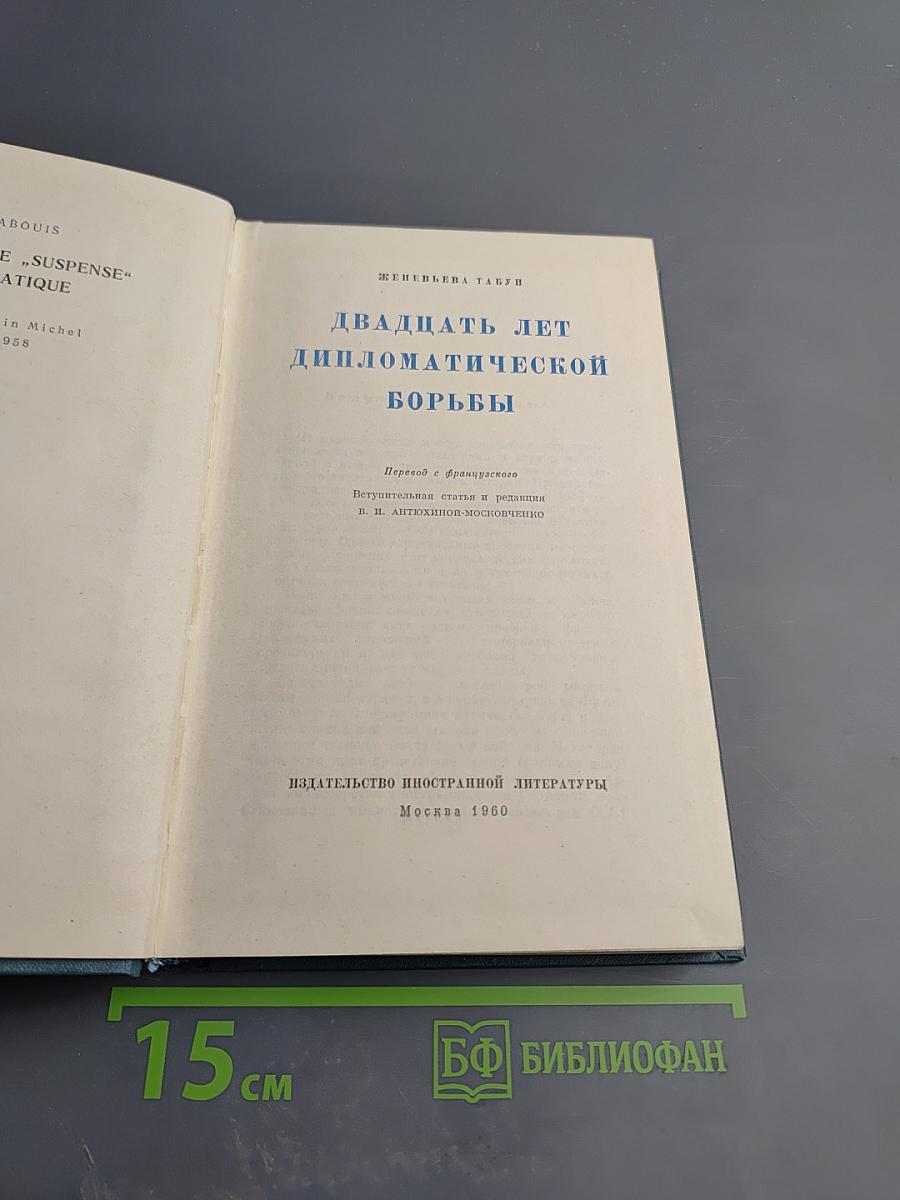 ABOUIS
E „SUSPENSE“
ATIQUE
in Michel
958
ЖЕНЕВЬЕВА ТАБУИ
ДВАДЦАТЬ ЛЕТ
ДИПЛОМАТИЧЕСКОЙ
БОРЬБЫ
Перевод с французского
Вступительная статья и редакция
В. И. АНТЮХИНОЙ-МОСКОВЧЕНКО
ИЗДАТЕЛЬСТВО ИНОСТРАННОЙ ЛИТЕРАТУРЫ
Москва 1960
15 см
БФ БИБЛИОФАН